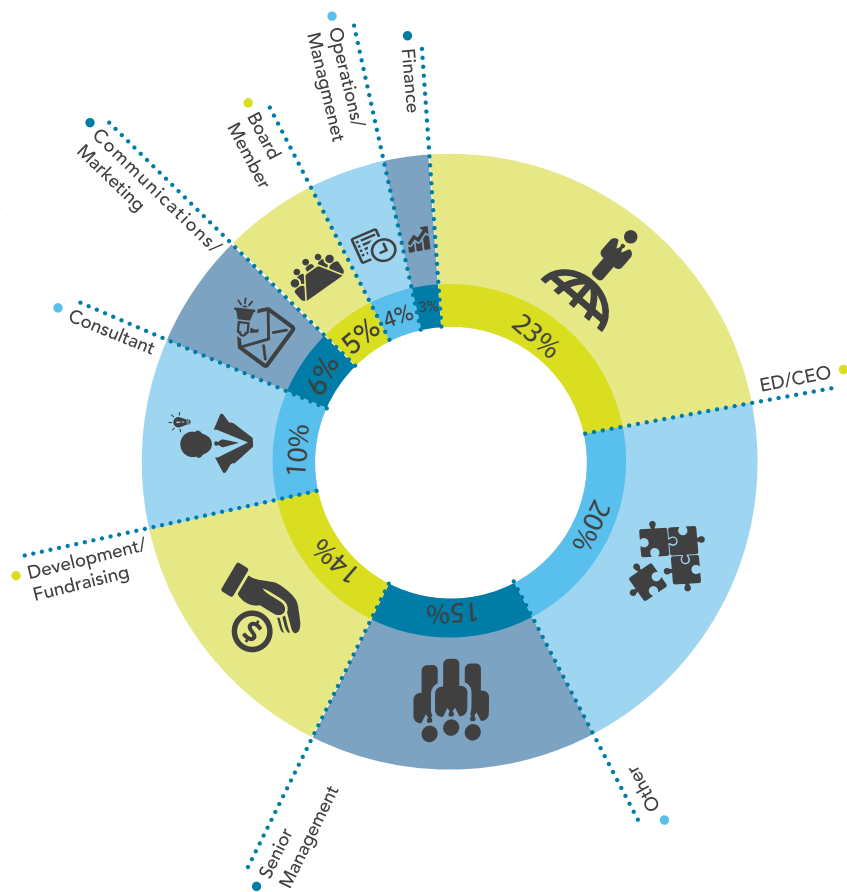 Finance
3%
23%
ED/CEO
20%
Other
15%
Senior
Management
14%
Development/
Fundraising
10%
Consultant
6%
Communications/
Marketing
5%
Board
Member
4%
Operations/
Managmenet
$